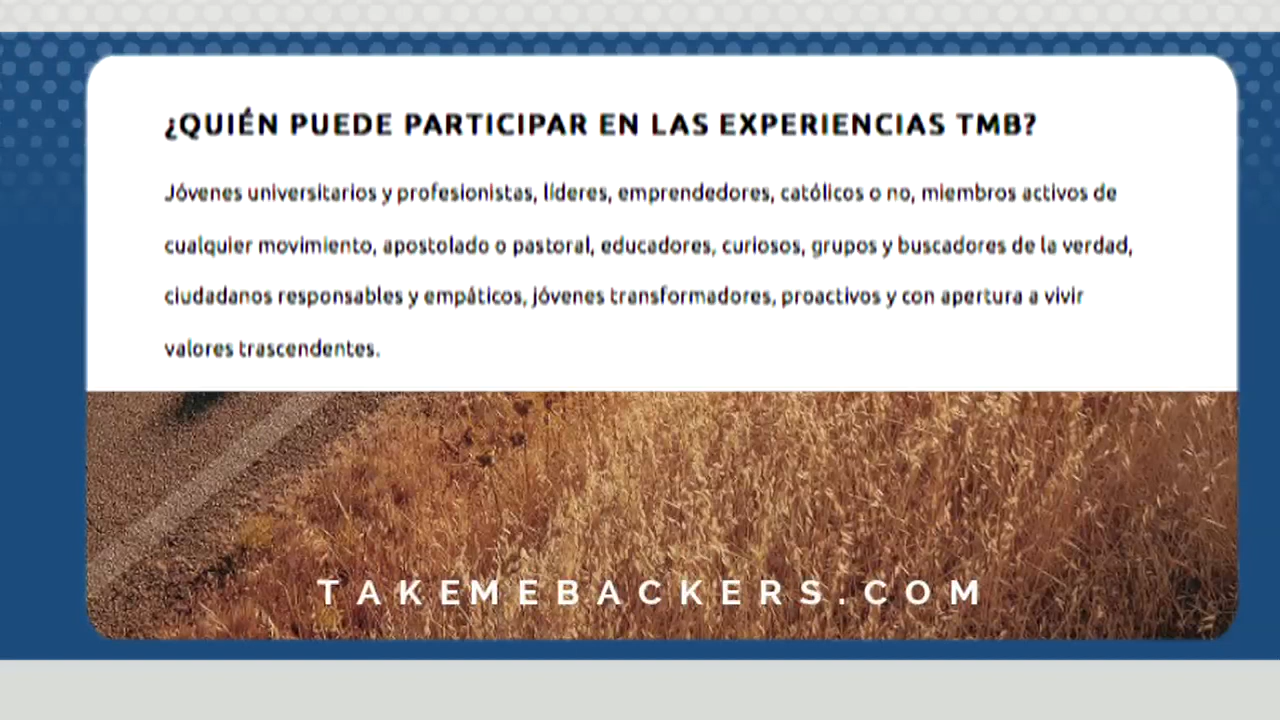 ¿QUIÉN PUEDE PARTICIPAR EN LAS EXPERIENCIAS TMB?
Jóvenes universitarios y profesionistas, líderes, emprendedores, católicos o no, miembros activos de
cualquier movimiento, apostolado o pastoral, educadores, curiosos, grupos y buscadores de la verdad,
ciudadanos responsables y empáticos, jóvenes transformadores, proactivos y con apertura a vivir
valores trascendentes.
TAKEMEBACKERS.COM